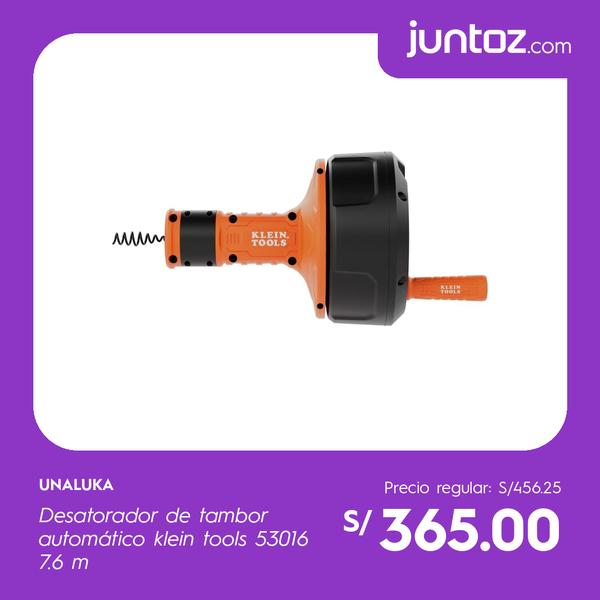 juntoz.com
KLEIN
TOOLS
KLEIN
TOOLS
UNALUKA
Desatorador de tambor
automático klein tools 53016
7.6 m
Precio regular: S/456.25
S/ 365.00